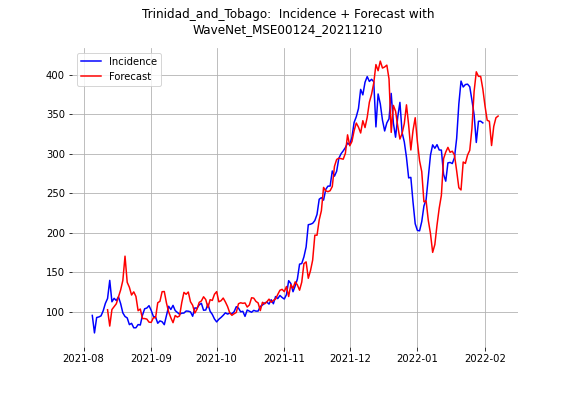 Trinidad_and_Tobago:  Incidence + Forecast with
WaveNet_MSE00124_20211210
Incidence
Forecast
400
350
300
250
200
150
100
2021-08 2021-09 2021-10 2021-11 2021-12 2022-01 2022-02